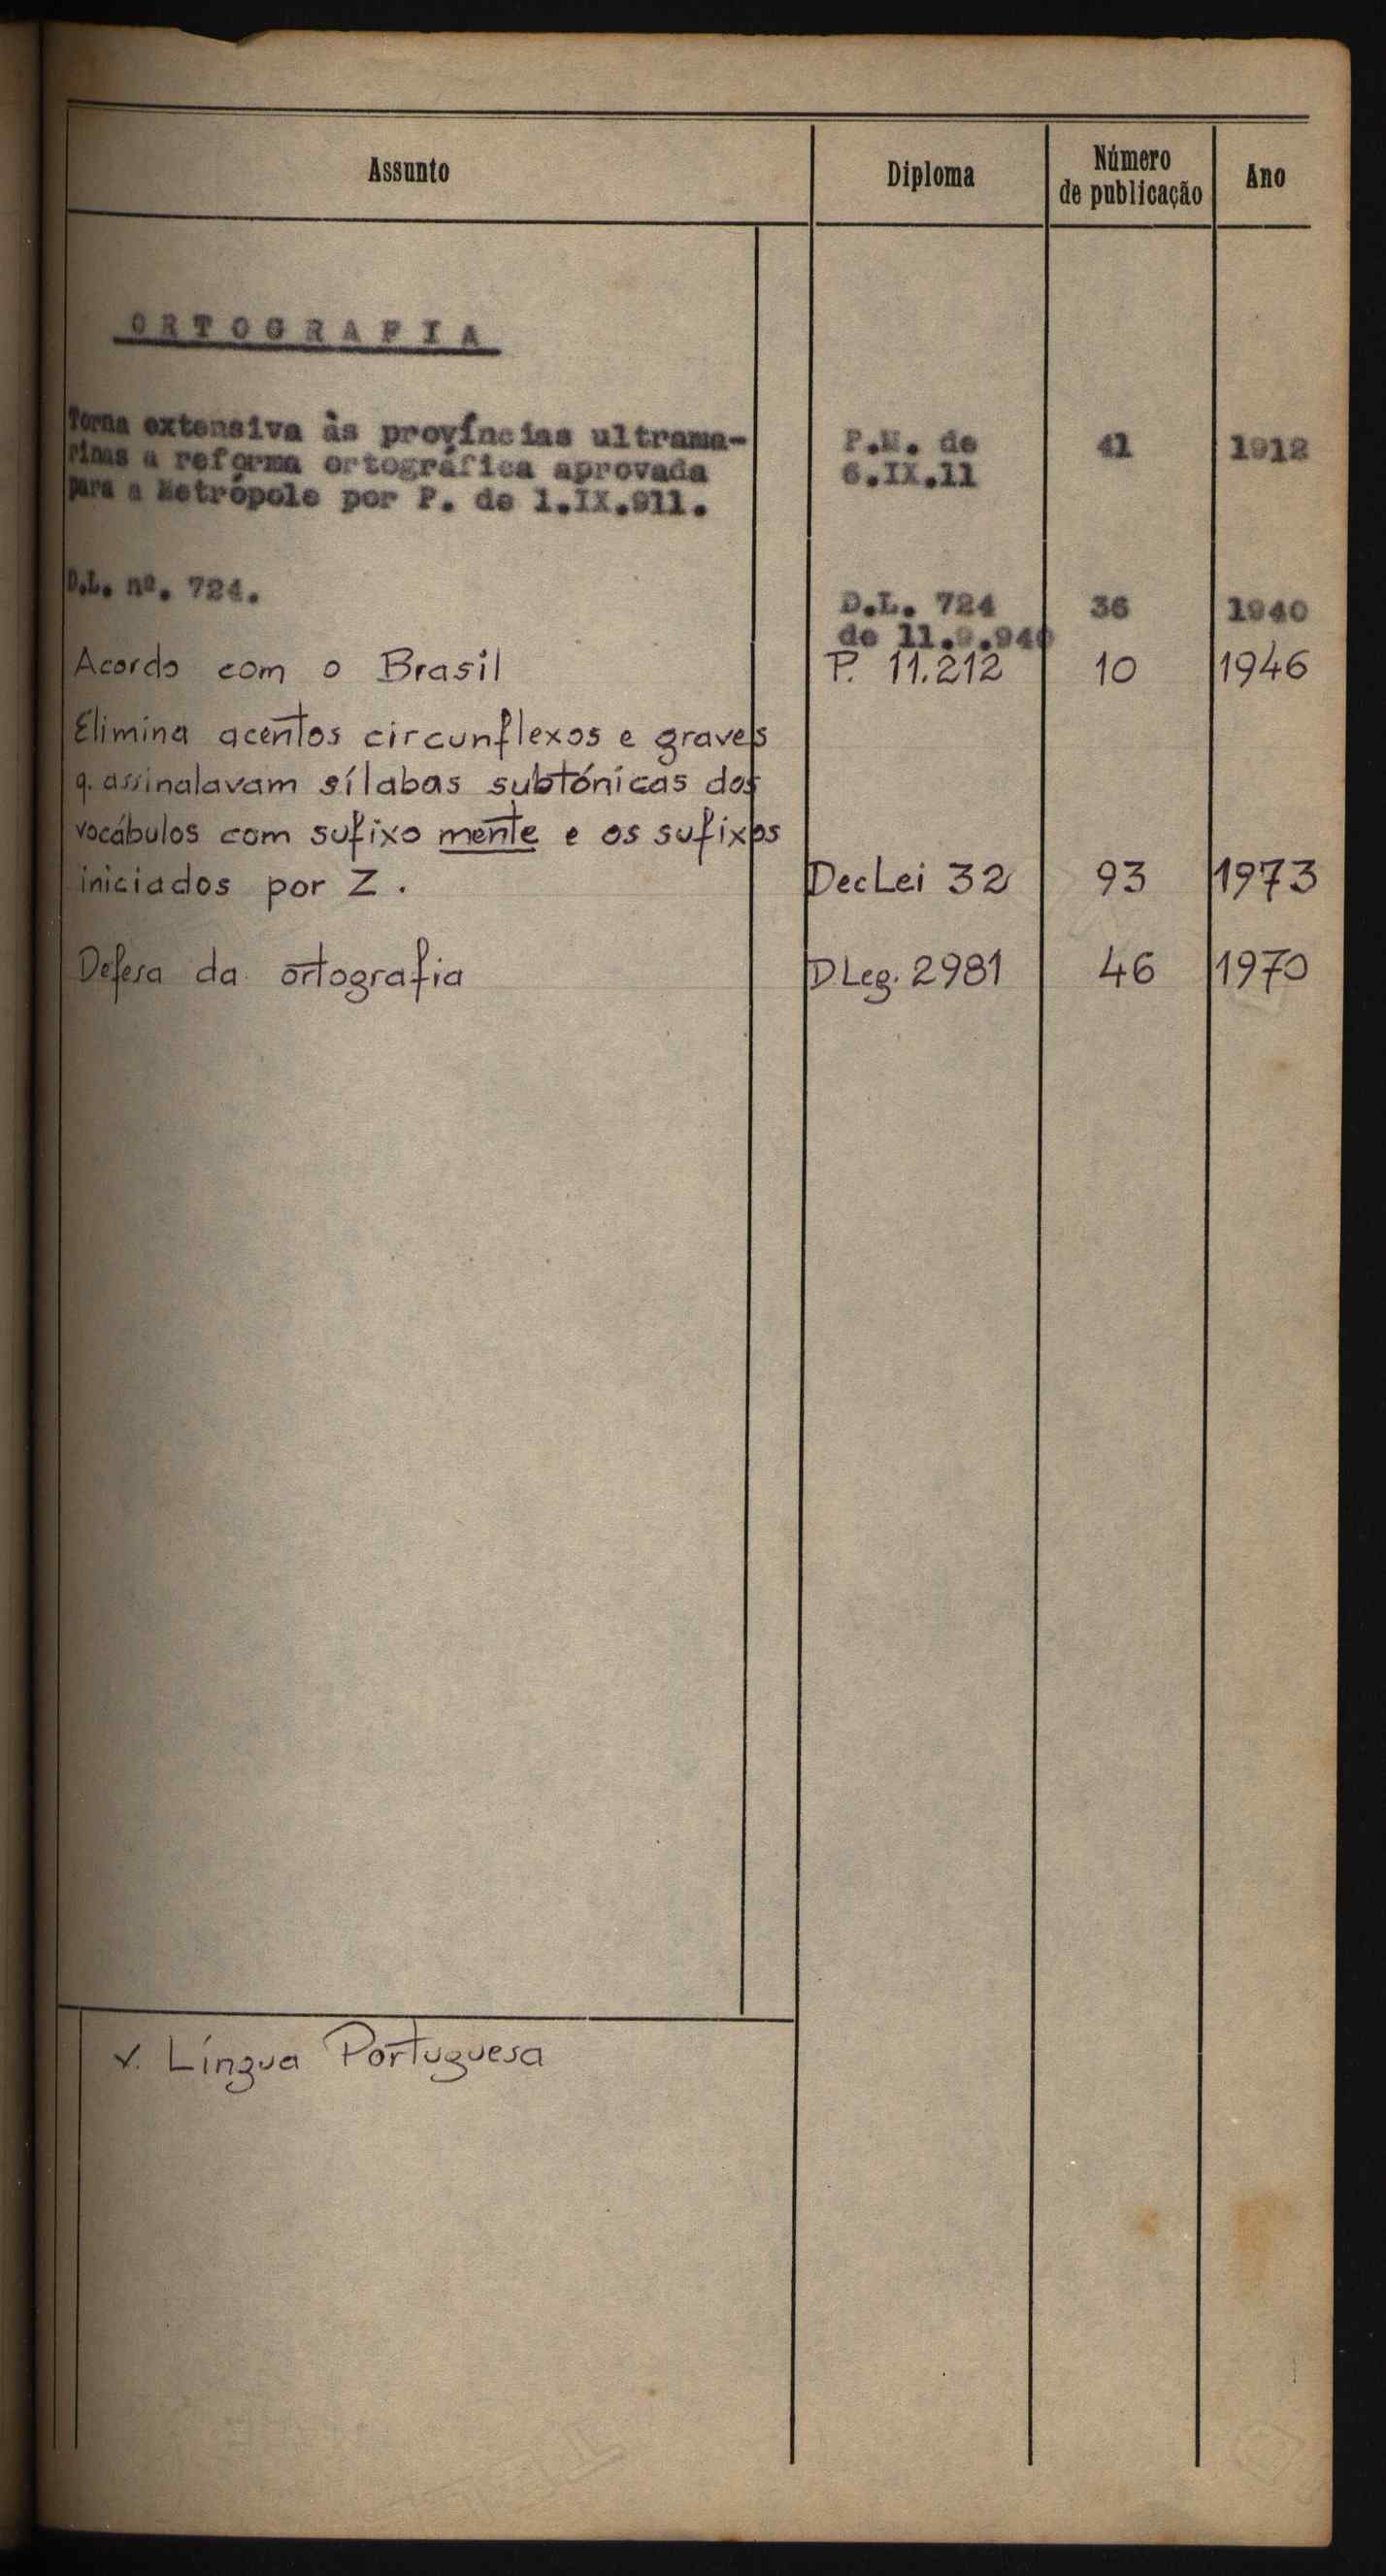 Assunto Diploma Número de publicação Ano
ORTOGRAFIA
Torna extensiva às províncias ultrama- P.M. de 41 1912
rinas a reforma ortográfica aprovada 6.IX.11
para a Metrópole por P. de 1.IX.911.
D.L. nº. 724. D.L. 724 36 1940
de 11.9.940
Acordo com o Brasil P. 11.212 10 1946
Elimina acentos circunflexos e graves
q. assinalavam sílabas subtónicas dos
vocábulos com sufixo mente e os sufixos
iniciados por Z. DecLei 32 93 1973
Defesa da ortografia DLeg. 2981 46 1970
v. Língua Portuguesa